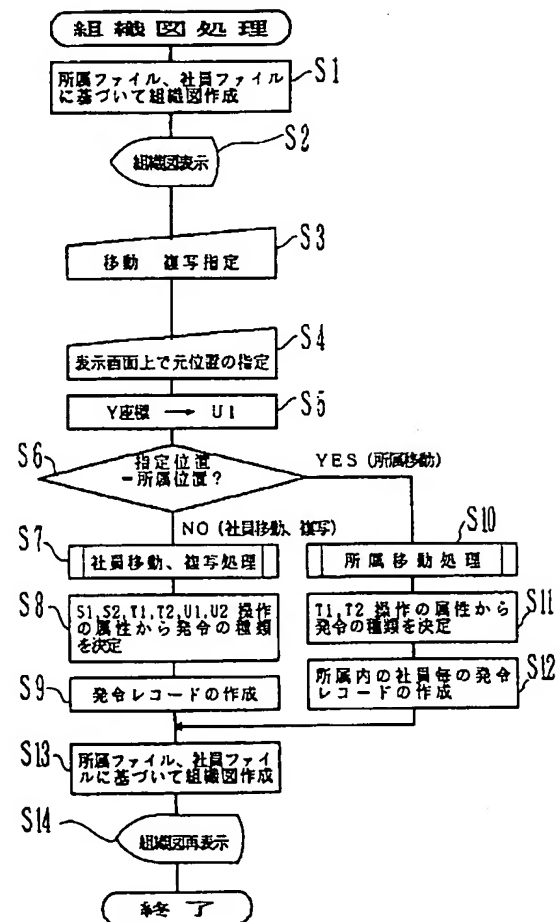 組織図処理
S1
所属ファイル、社員ファイル
に基づいて組織図作成
S2
組織図表示
S3
移動 複写指定
S4
表示画面上で元位置の指定
S5
Y座標 → U1
S6
指定位置
=所属位置?
YES (所属移動)
NO (社員移動、複写)
S7
社員移動、複写処理
S10
所属移動処理
S8
S1,S2,T1,T2,U1,U2 操作
の属性から発令の種類
を決定
S11
T1,T2 操作の属性から
発令の種類を決定
S9
発令レコードの作成
S12
所属内の社員毎の発令
レコードの作成
S13
所属ファイル、社員ファイ
ルに基づいて組織図作成
S14
組織図再表示
終了